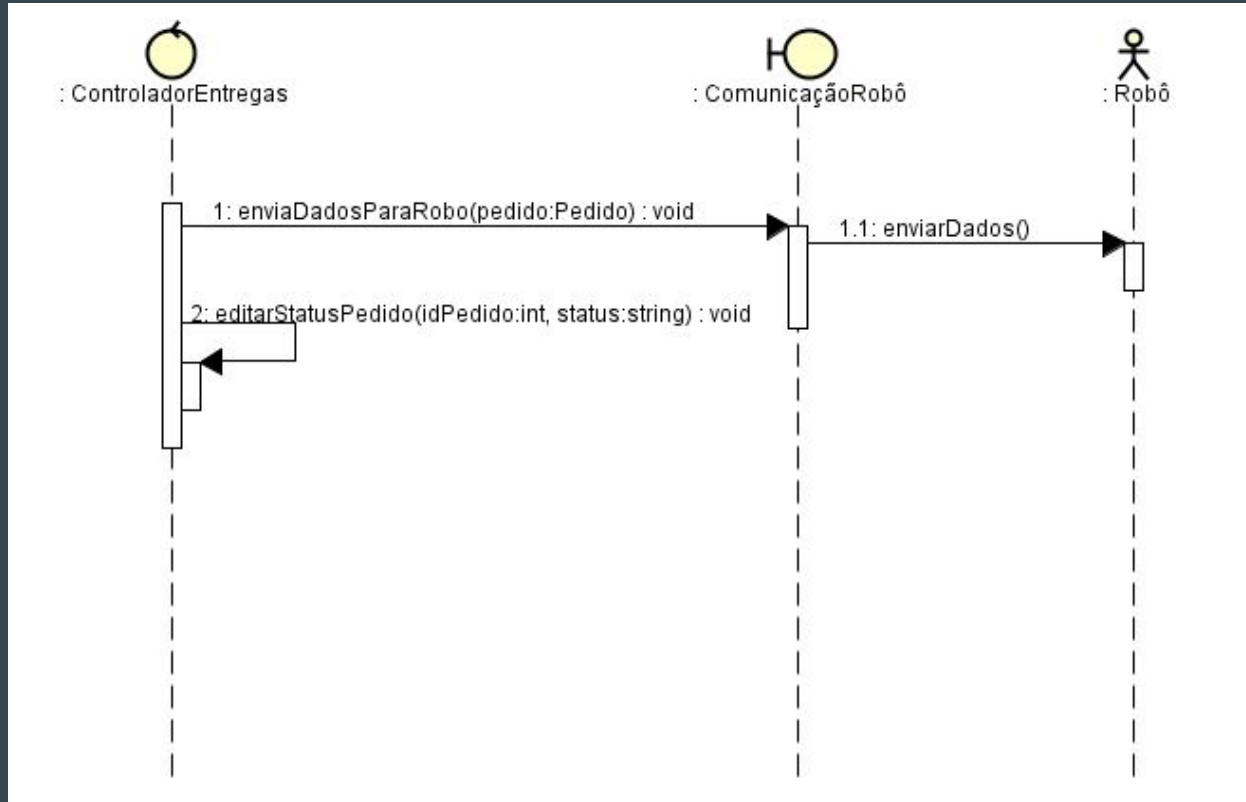 : ControladorEntregas
: ComunicaçãoRobô
: Robô
1: enviaDadosParaRobo(pedido:Pedido) : void
1.1: enviarDados()
2: editarStatusPedido(idPedido:int, status:string) : void